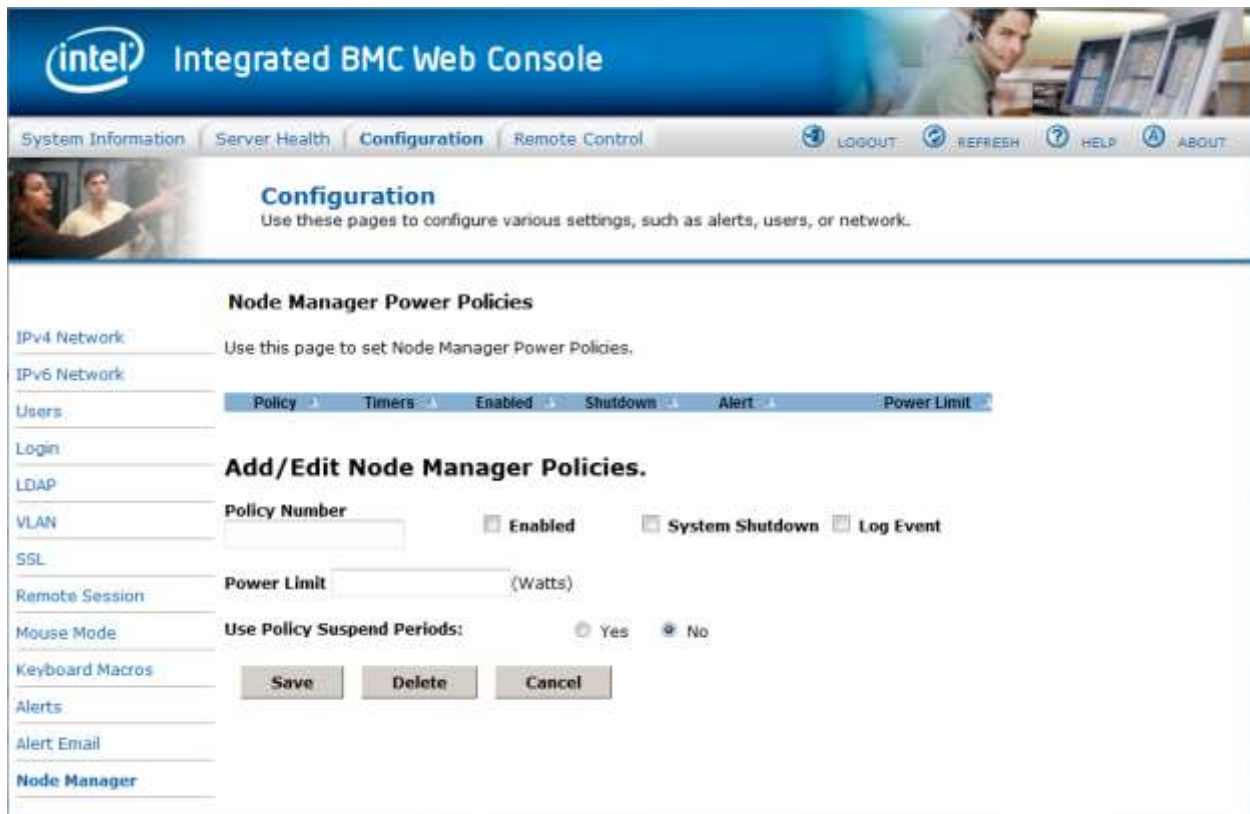 intel Integrated BMC Web Console
System Information Server Health Configuration Remote Control LOGOUT REFRESH HELP ABOUT
Configuration
Use these pages to configure various settings, such as alerts, users, or network.
IPv4 Network
IPv6 Network
Users
Login
LDAP
VLAN
SSL
Remote Session
Mouse Mode
Keyboard Macros
Alerts
Alert Email
Node Manager
Node Manager Power Policies
Use this page to set Node Manager Power Policies.
Policy Timers Enabled Shutdown Alert Power Limit
Add/Edit Node Manager Policies.
Policy Number
Enabled System Shutdown Log Event
Power Limit (Watts)
Use Policy Suspend Periods: Yes No
Save Delete Cancel